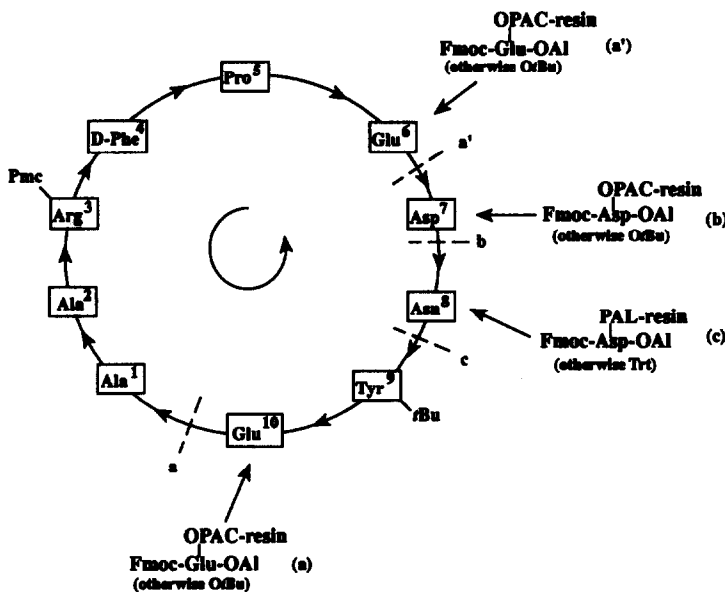 OPAC-resin
Fmoc-Glu-OAl (a')
(otherwise OtBu)
Pro5
Glu6
D-Phe4
a'
Pmc
Arg3
Asp7
OPAC-resin
Fmoc-Asp-OAl (b)
(otherwise OtBu)
b
Ala2
Asn8
PAL-resin
Fmoc-Asp-OAl (c)
(otherwise Trt)
c
Ala1
Tyr9
tBu
Glu10
a
OPAC-resin
Fmoc-Glu-OAl (a)
(otherwise OtBu)